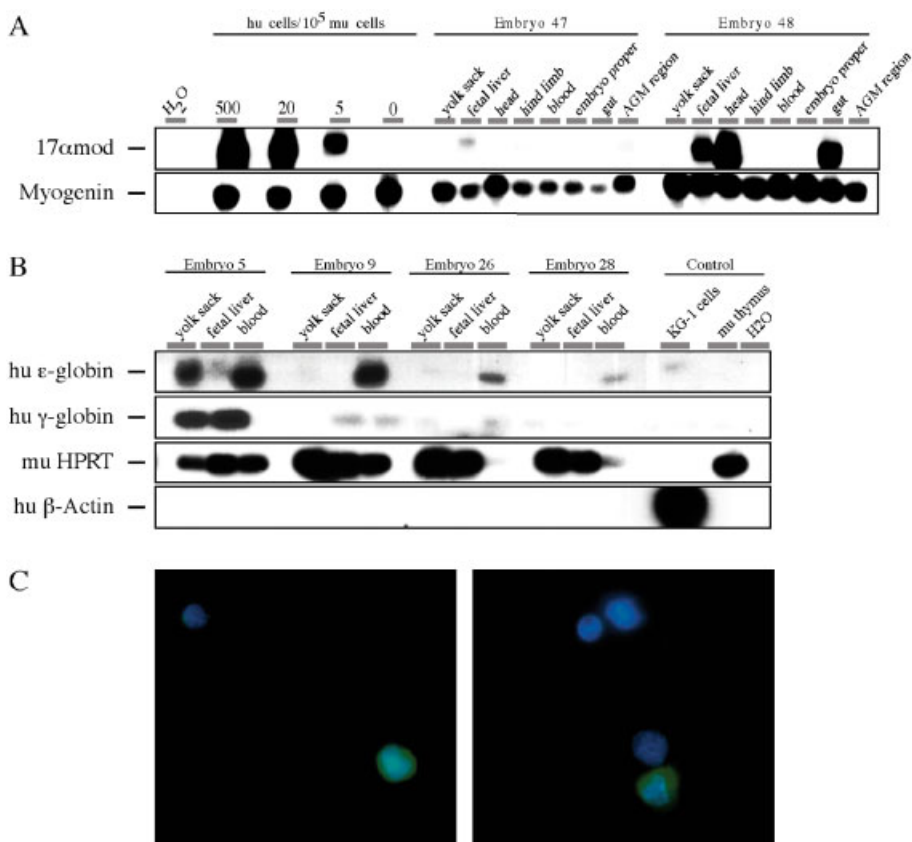 A
hu cells/10⁵ mu cells
Embryo 47
Embryo 48
H₂O
500
20
5
0
yolk sack
fetal liver
head
hind limb
blood
embryo proper
gut
AGM region
yolk sack
fetal liver
head
hind limb
blood
embryo proper
gut
AGM region
17αmod
Myogenin
B
Embryo 5
Embryo 9
Embryo 26
Embryo 28
Control
yolk sack
fetal liver
blood
yolk sack
fetal liver
blood
yolk sack
fetal liver
blood
yolk sack
fetal liver
blood
KG-1 cells
mu thymus
H2O
hu ε-globin
hu γ-globin
mu HPRT
hu β-Actin
C